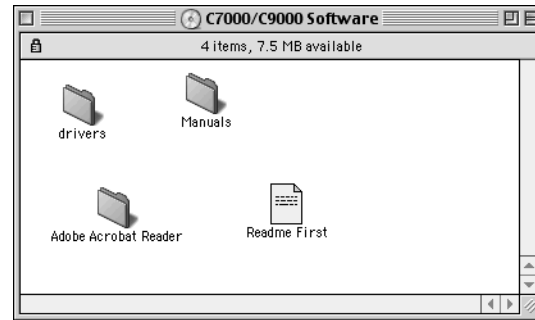 C7000/C9000 Software
4 items, 7.5 MB available
drivers
Manuals
Adobe Acrobat Reader
Readme First